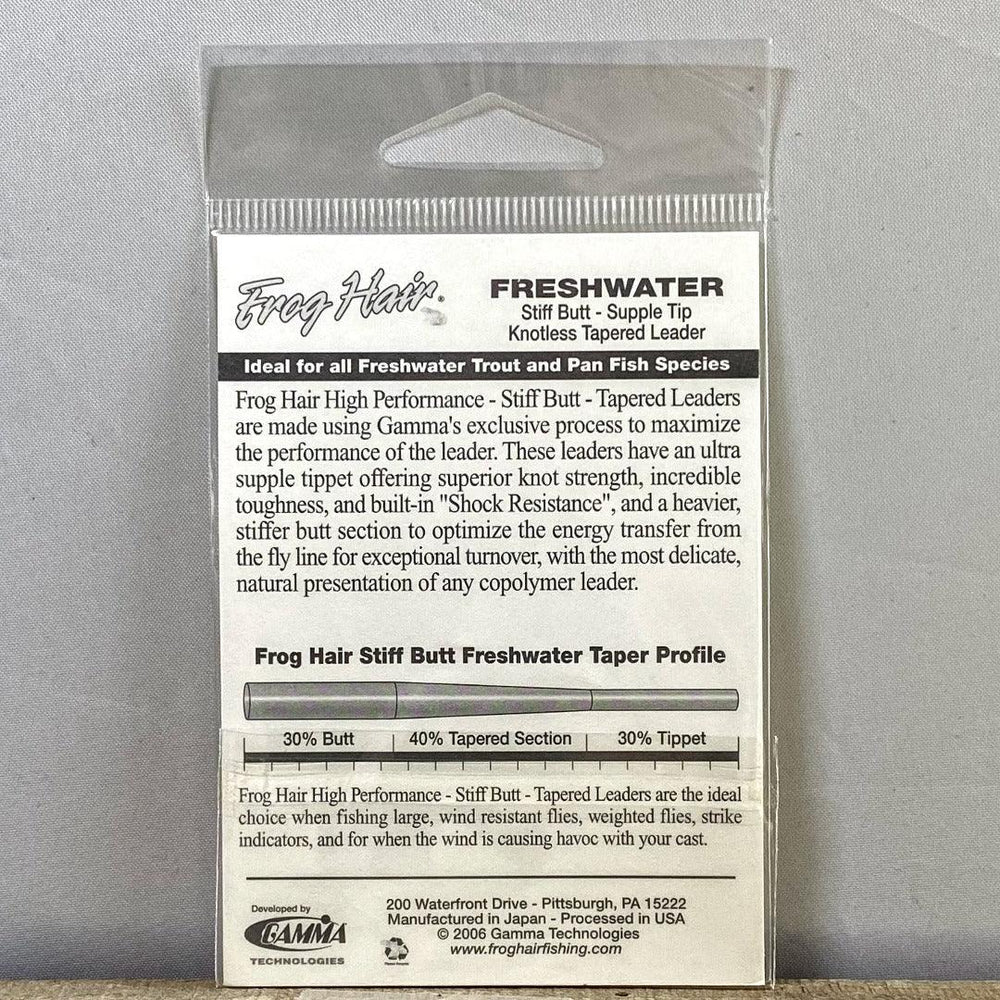 Frog Hair®
FRESHWATER
Stiff Butt - Supple Tip
Knotless Tapered Leader
Ideal for all Freshwater Trout and Pan Fish Species
Frog Hair High Performance - Stiff Butt - Tapered Leaders
are made using Gamma's exclusive process to maximize
the performance of the leader. These leaders have an ultra
supple tippet offering superior knot strength, incredible
toughness, and built-in "Shock Resistance", and a heavier,
stiffer butt section to optimize the energy transfer from
the fly line for exceptional turnover, with the most delicate,
natural presentation of any copolymer leader.
Frog Hair Stiff Butt Freshwater Taper Profile
30% Butt 40% Tapered Section 30% Tippet
Frog Hair High Performance - Stiff Butt - Tapered Leaders are the ideal
choice when fishing large, wind resistant flies, weighted flies, strike
indicators, and for when the wind is causing havoc with your cast.
Developed by
GAMMA
TECHNOLOGIES
Please Recycle
200 Waterfront Drive - Pittsburgh, PA 15222
Manufactured in Japan - Processed in USA
© 2006 Gamma Technologies
www.froghairfishing.com